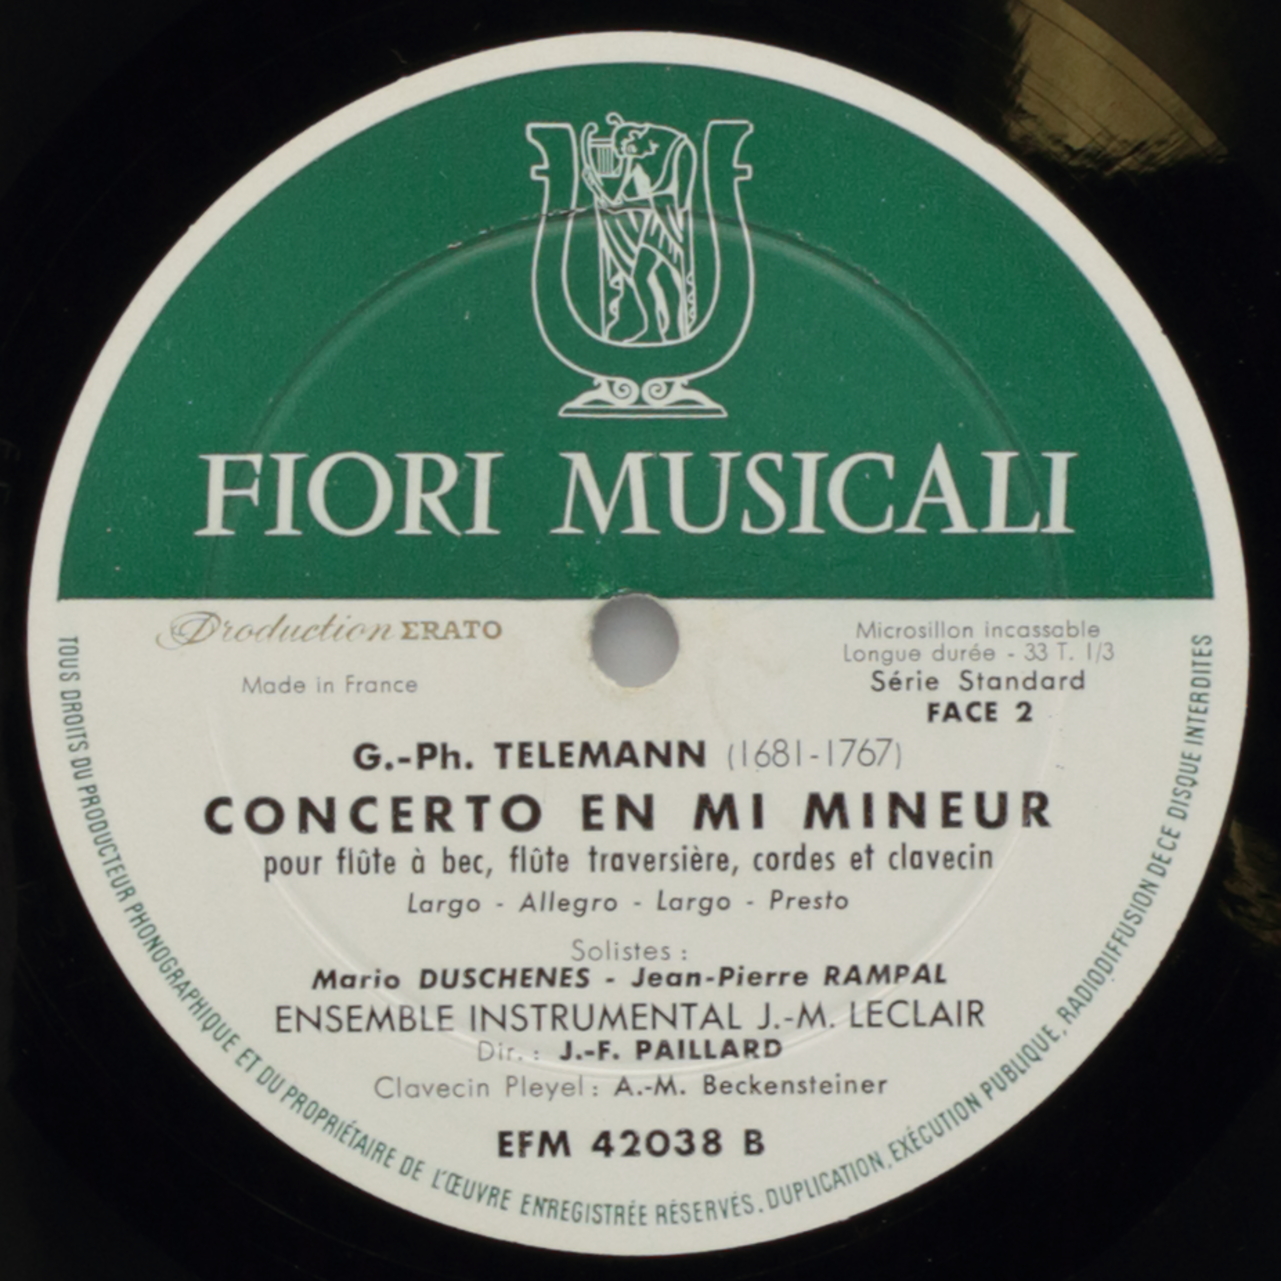 FIORI MUSICALI
Production ΣRATO
Made in France
Microsillon incassable
Longue durée - 33 T. 1/3
Série Standard
FACE 2
G.-Ph. TELEMANN (1681-1767)
CONCERTO EN MI MINEUR
pour flûte à bec, flûte traversière, cordes et clavecin
Largo - Allegro - Largo - Presto
Solistes :
Mario DUSCHENES - Jean-Pierre RAMPAL
ENSEMBLE INSTRUMENTAL J.-M. LECLAIR
Dir. : J.-F. PAILLARD
Clavecin Pleyel : A.-M. Beckensteiner
EFM 42038 B
TOUS DROITS DU PRODUCTEUR PHONOGRAPHIQUE ET DU PROPRIÉTAIRE DE L'ŒUVRE ENREGISTRÉE RÉSERVÉS. DUPLICATION, EXÉCUTION PUBLIQUE, RADIODIFFUSION DE CE DISQUE INTERDITES